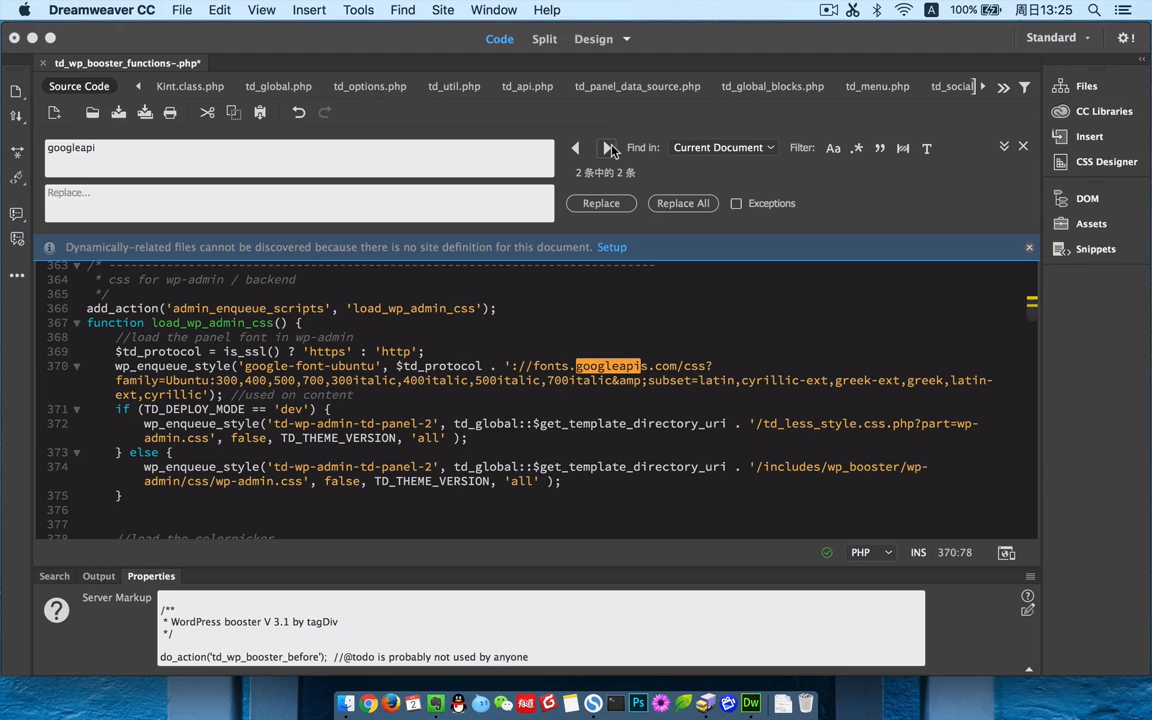 Dreamweaver CC File Edit View Insert Tools Find Site Window Help A 100% 周日13:25
Code Split Design Standard
td_wp_booster_functions-.php*
Source Code Kint.class.php td_global.php td_options.php td_util.php td_api.php td_panel_data_source.php td_global_blocks.php td_menu.php td_social
googleapi
Find in: Current Document Filter: Aa .* T
2 条中的 2 条
Replace...
Replace Replace All Exceptions
Dynamically-related files cannot be discovered because there is no site definition for this document. Setup
363 /* ----------------------------------------------------------------------------
364 * css for wp-admin / backend
365 */
366 add_action('admin_enqueue_scripts', 'load_wp_admin_css');
367 function load_wp_admin_css() {
368 //load the panel font in wp-admin
369 $td_protocol = is_ssl() ? 'https' : 'http';
370 wp_enqueue_style('google-font-ubuntu', $td_protocol . '://fonts.googleapis.com/css?
family=Ubuntu:300,400,500,700,300italic,400italic,500italic,700italic&amp;subset=latin,cyrillic-ext,greek-ext,greek,latin-
ext,cyrillic'); //used on content
371 if (TD_DEPLOY_MODE == 'dev') {
372 wp_enqueue_style('td-wp-admin-td-panel-2', td_global::$get_template_directory_uri . '/td_less_style.css.php?part=wp-
admin.css', false, TD_THEME_VERSION, 'all' );
373 } else {
374 wp_enqueue_style('td-wp-admin-td-panel-2', td_global::$get_template_directory_uri . '/includes/wp_booster/wp-
admin/css/wp-admin.css', false, TD_THEME_VERSION, 'all' );
375 }
376
377
378 //load the colorpicker
PHP INS 370:78
Search Output Properties
Server Markup
/**
* WordPress booster V 3.1 by tagDiv
*/
do_action('td_wp_booster_before'); //@todo is probably not used by anyone
Files
CC Libraries
Insert
CSS Designer
DOM
Assets
Snippets
2 有道 Ps Dw